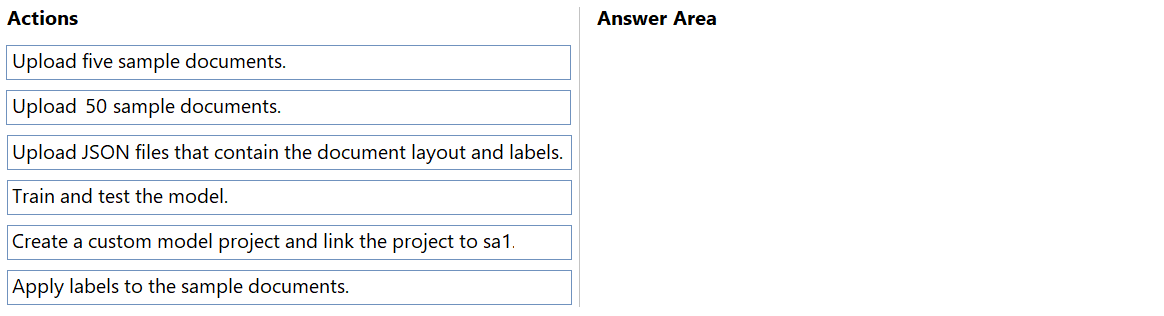 Actions
Answer Area
Upload five sample documents.
Upload 50 sample documents.
Upload JSON files that contain the document layout and labels.
Train and test the model.
Create a custom model project and link the project to sa1.
Apply labels to the sample documents.